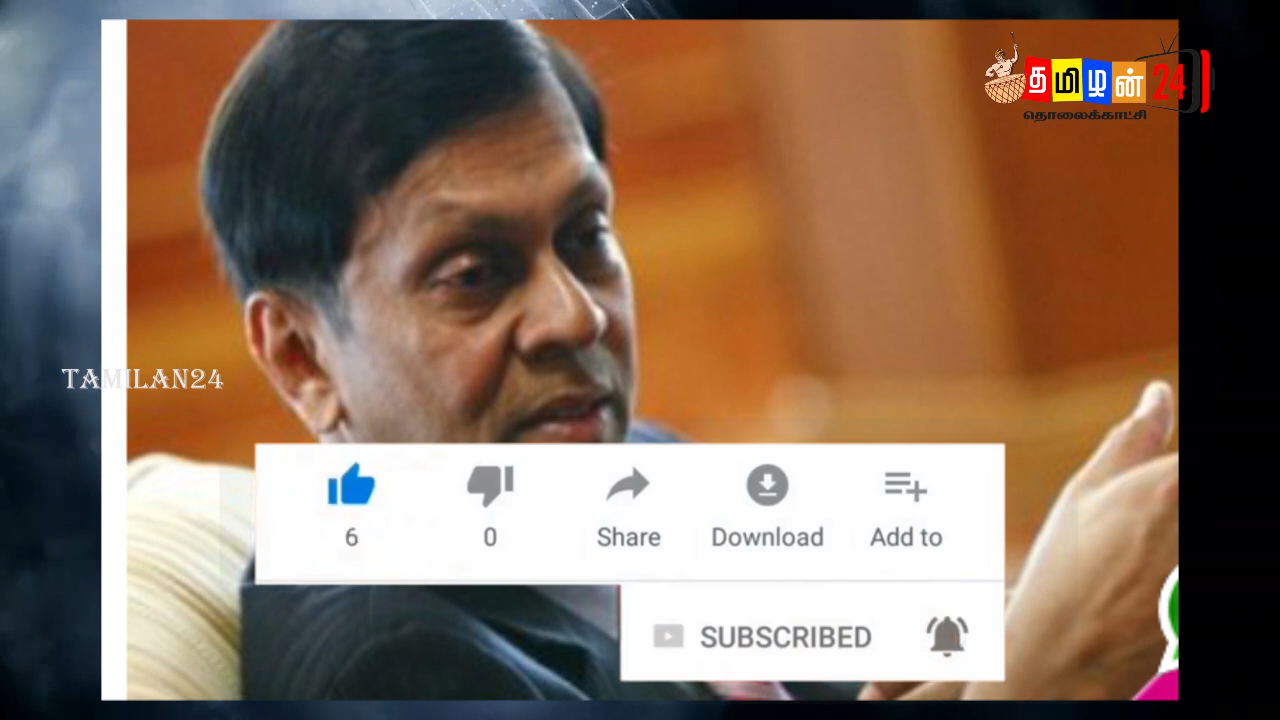 தமிழன் 24
தொலைக்காட்சி
TAMILAN24
6
0
Share
Download
Add to
SUBSCRIBED